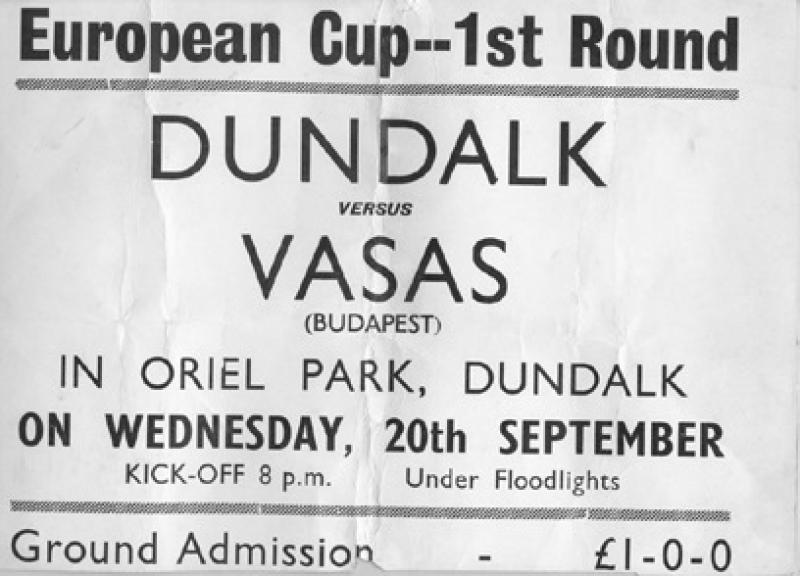 European Cup--1st Round
DUNDALK
VERSUS
VASAS
(BUDAPEST)
IN ORIEL PARK, DUNDALK
ON WEDNESDAY, 20th SEPTEMBER
KICK-OFF 8 p.m. Under Floodlights
Ground Admission - £1-0-0